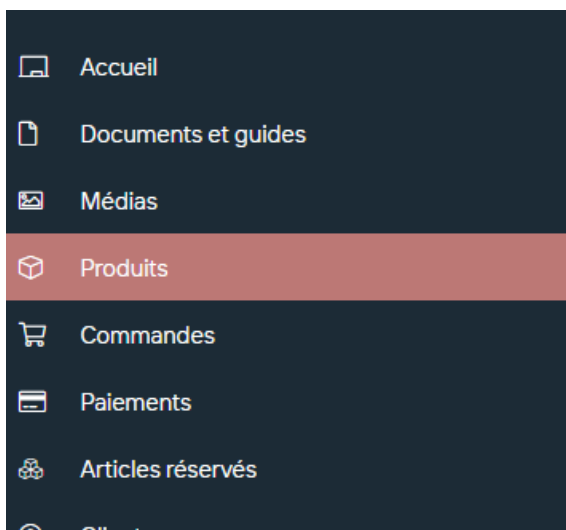 Accueil
Documents et guides
Médias
Produits
Commandes
Paiements
Articles réservés